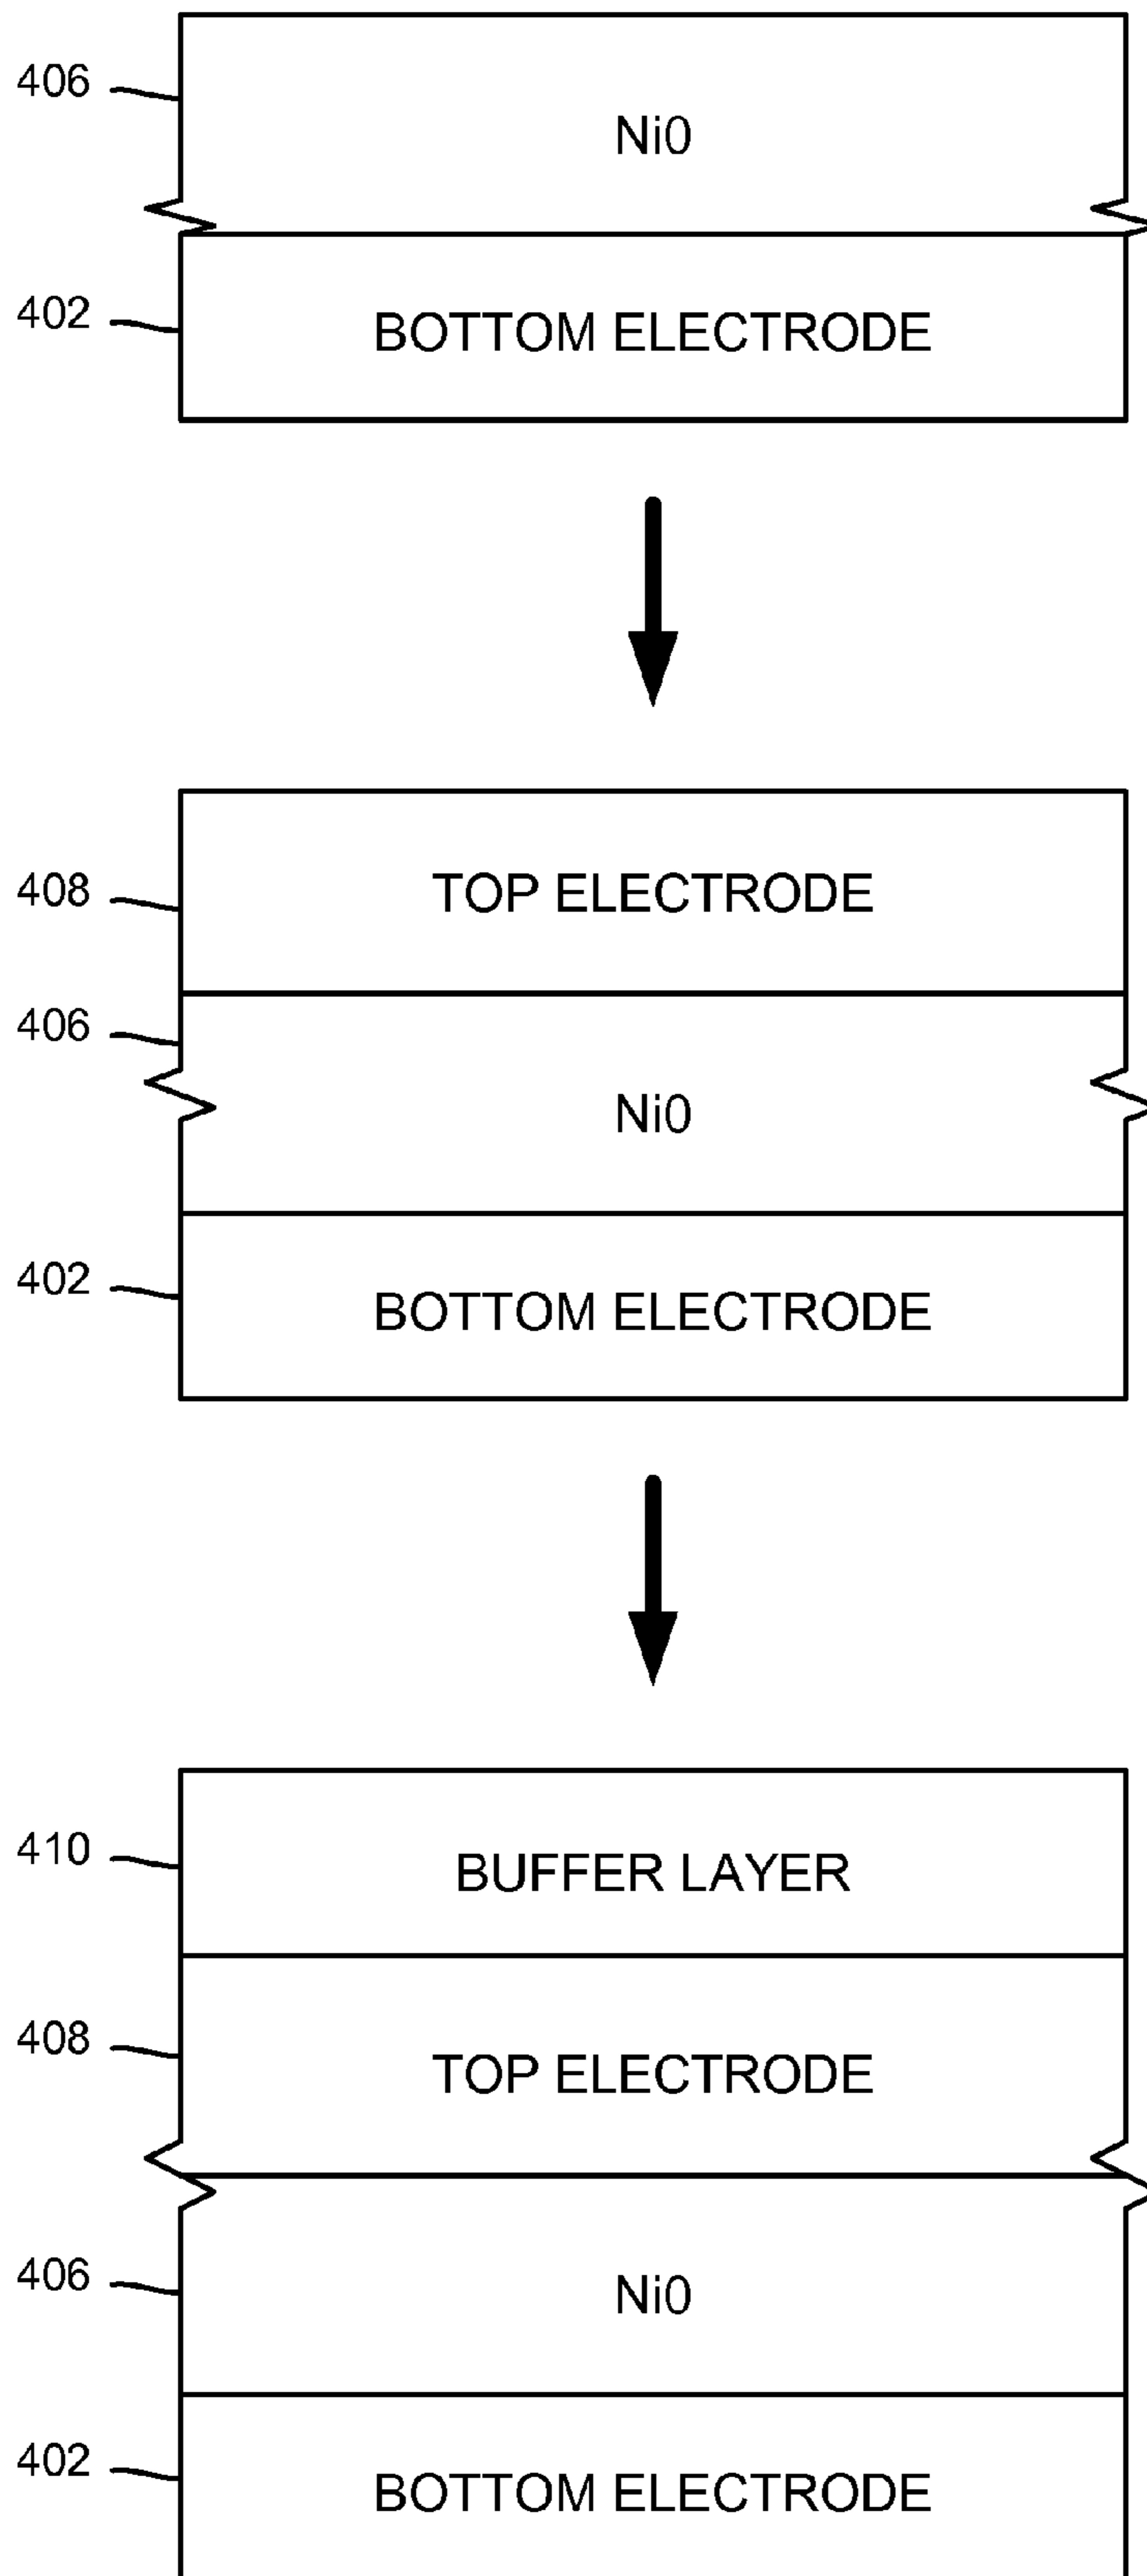 406
Ni0
402
BOTTOM ELECTRODE
408
TOP ELECTRODE
406
Ni0
402
BOTTOM ELECTRODE
410
BUFFER LAYER
408
TOP ELECTRODE
406
Ni0
402
BOTTOM ELECTRODE